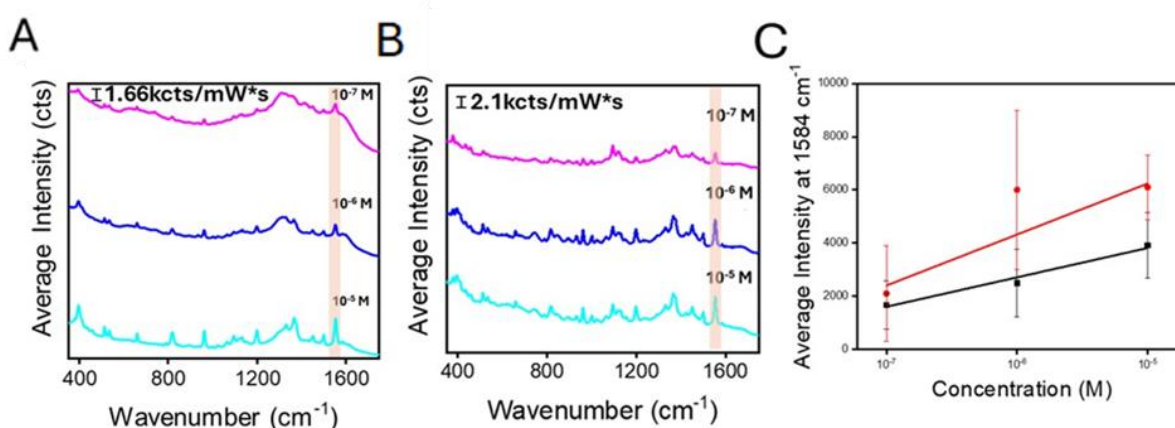 A
Average Intensity (cts)
1.66kcts/mW*s
10-7 M
10-6 M
10-5 M
400 800 1200 1600
Wavenumber (cm-1)
B
Average Intensity (cts)
2.1kcts/mW*s
10-7 M
10-6 M
10-5 M
400 800 1200 1600
Wavenumber (cm-1)
C
Average Intensity at 1584 cm-1
10000
8000
6000
4000
2000
0
10-7 10-6 10-5
Concentration (M)